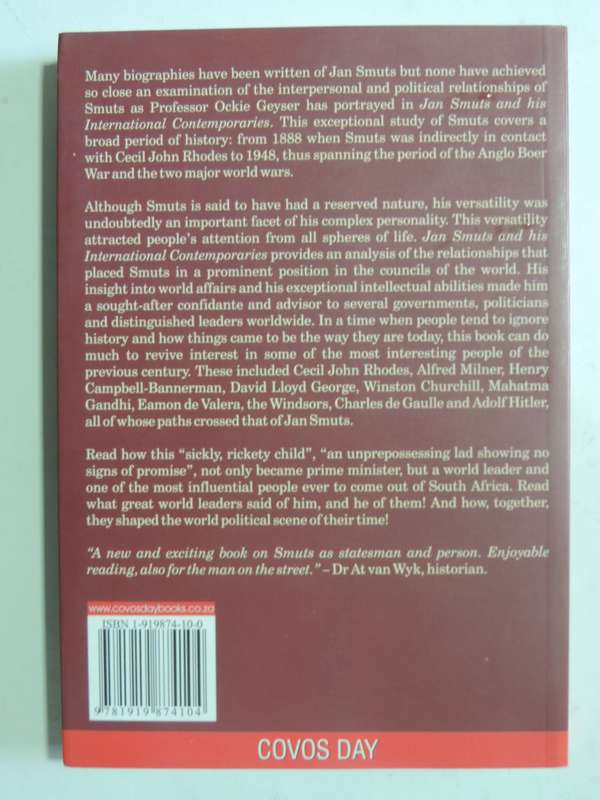 Many biographies have been written of Jan Smuts but none have achieved
so close an examination of the interpersonal and political relationships of
Smuts as Professor Ockie Geyser has portrayed in Jan Smuts and his
International Contemporaries. This exceptional study of Smuts covers a
broad period of history: from 1888 when Smuts was indirectly in contact
with Cecil John Rhodes to 1948, thus spanning the period of the Anglo Boer
War and the two major world wars.
Although Smuts is said to have had a reserved nature, his versatility was
undoubtedly an important facet of his complex personality. This versatility
attracted people's attention from all spheres of life. Jan Smuts and his
International Contemporaries provides an analysis of the relationships that
placed Smuts in a prominent position in the councils of the world. His
insight into world affairs and his exceptional intellectual abilities made him
a sought-after confidante and advisor to several governments, politicians
and distinguished leaders worldwide. In a time when people tend to ignore
history and how things came to be the way they are today, this book can do
much to revive interest in some of the most interesting people of the
previous century. These included Cecil John Rhodes, Alfred Milner, Henry
Campbell-Bannerman, David Lloyd George, Winston Churchill, Mahatma
Gandhi, Eamon de Valera, the Windsors, Charles de Gaulle and Adolf Hitler,
all of whose paths crossed that of Jan Smuts.
Read how this “sickly, rickety child”, “an unprepossessing lad showing no
signs of promise”, not only became prime minister, but a world leader and
one of the most influential people ever to come out of South Africa. Read
what great world leaders said of him, and he of them! And how, together,
they shaped the world political scene of their time!
“A new and exciting book on Smuts as statesman and person. Enjoyable
reading, also for the man on the street.” – Dr At van Wyk, historian.
www.covosdaybooks.co.za
ISBN 1-919874-10-0
9 781919 874104
COVOS DAY